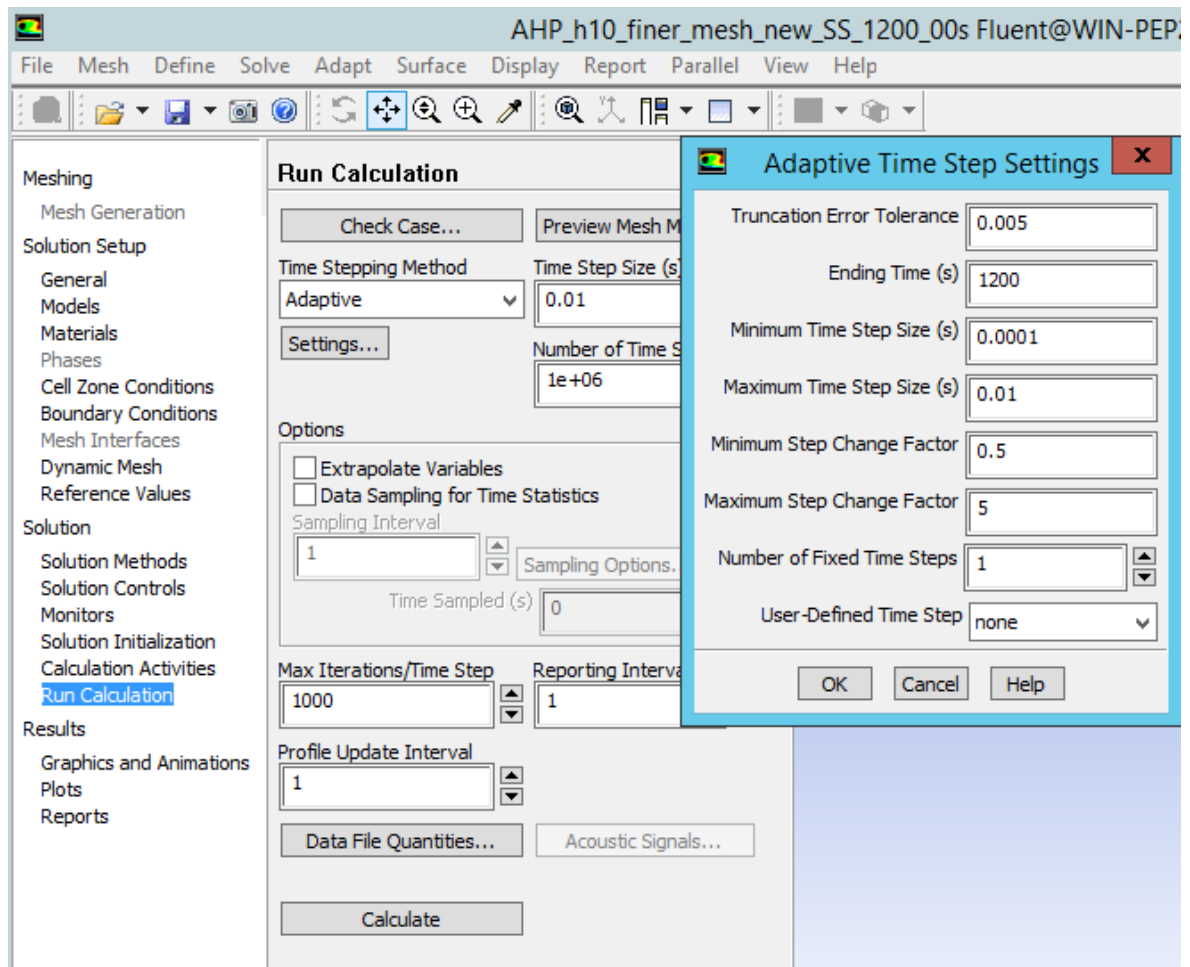 AHP_h10_finer_mesh_new_SS_1200_00s Fluent@WIN-PEP2
File Mesh Define Solve Adapt Surface Display Report Parallel View Help
Meshing
Mesh Generation
Solution Setup
General
Models
Materials
Phases
Cell Zone Conditions
Boundary Conditions
Mesh Interfaces
Dynamic Mesh
Reference Values
Solution
Solution Methods
Solution Controls
Monitors
Solution Initialization
Calculation Activities
Run Calculation
Results
Graphics and Animations
Plots
Reports
Run Calculation
Check Case... Preview Mesh M
Time Stepping Method Time Step Size (s)
Adaptive 0.01
Settings... Number of Time S
1e+06
Options
Extrapolate Variables
Data Sampling for Time Statistics
Sampling Interval
1 Sampling Options.
Time Sampled (s) 0
Max Iterations/Time Step Reporting Interva
1000 1
Profile Update Interval
1
Data File Quantities... Acoustic Signals...
Calculate
Adaptive Time Step Settings x
Truncation Error Tolerance 0.005
Ending Time (s) 1200
Minimum Time Step Size (s) 0.0001
Maximum Time Step Size (s) 0.01
Minimum Step Change Factor 0.5
Maximum Step Change Factor 5
Number of Fixed Time Steps 1
User-Defined Time Step none
OK Cancel Help